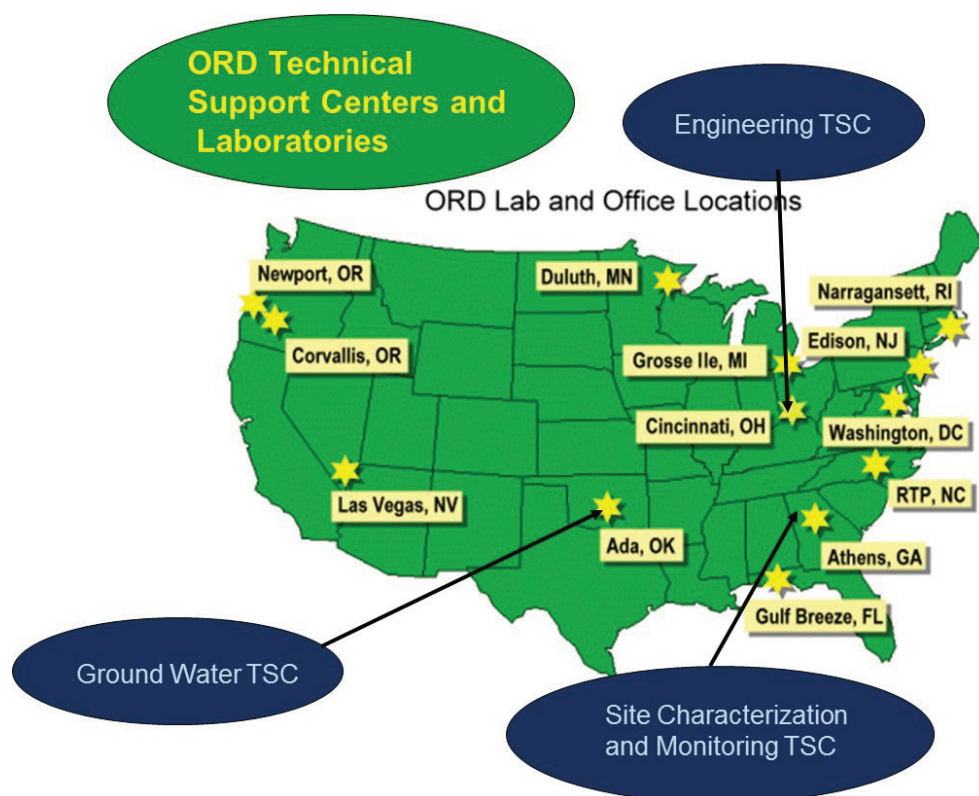 ORD Technical
Support Centers and
Laboratories
Engineering TSC
ORD Lab and Office Locations
Newport, OR
Duluth, MN
Narragansett, RI
Corvallis, OR
Grosse Ile, MI
Edison, NJ
Cincinnati, OH
Washington, DC
Las Vegas, NV
RTP, NC
Ada, OK
Athens, GA
Gulf Breeze, FL
Ground Water TSC
Site Characterization
and Monitoring TSC